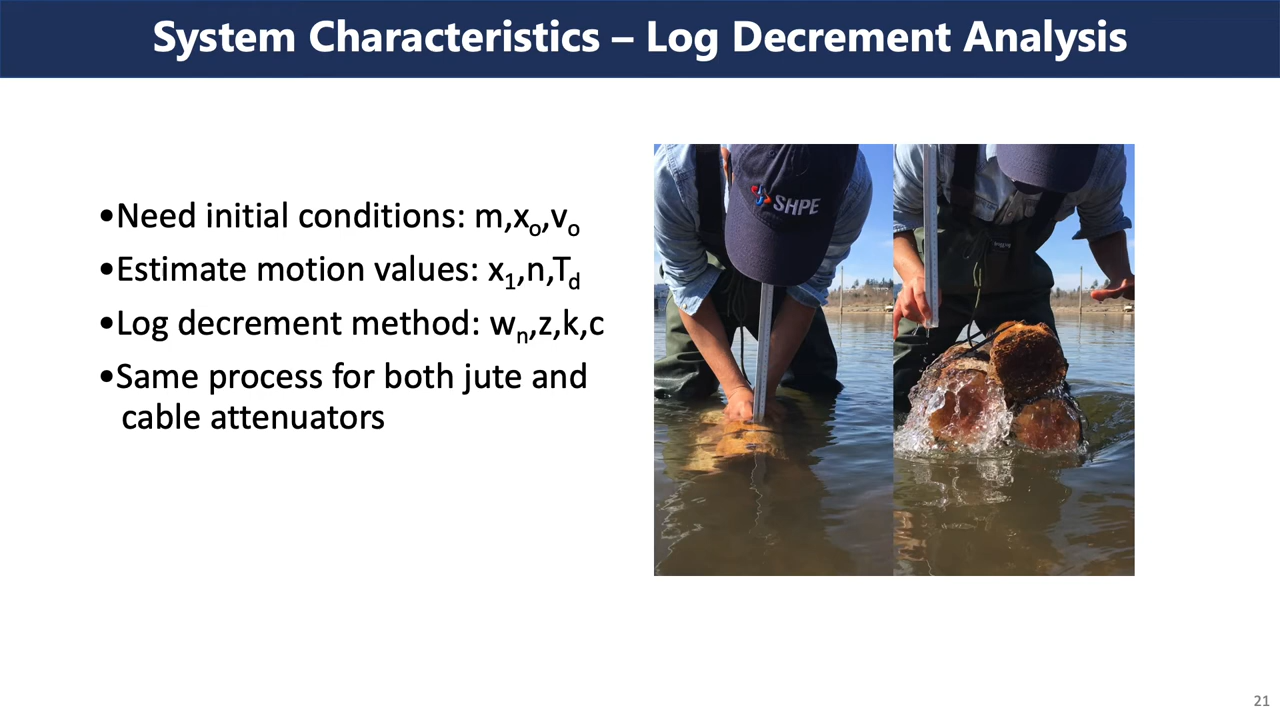 System Characteristics – Log Decrement Analysis
•Need initial conditions: m,xₒ,vₒ
•Estimate motion values: x₁,n,T_d
•Log decrement method: wₙ,z,k,c
•Same process for both jute and
cable attenuators
SHPE
21